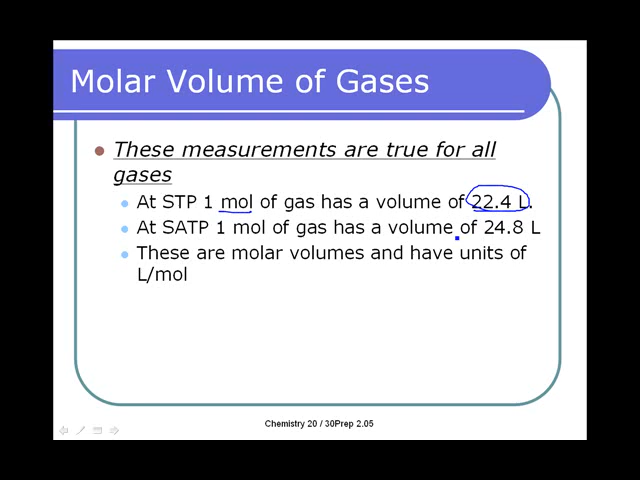 Molar Volume of Gases
These measurements are true for all
gases
At STP 1 mol of gas has a volume of 22.4 L.
At SATP 1 mol of gas has a volume of 24.8 L
These are molar volumes and have units of
L/mol
Chemistry 20 / 30Prep 2.05